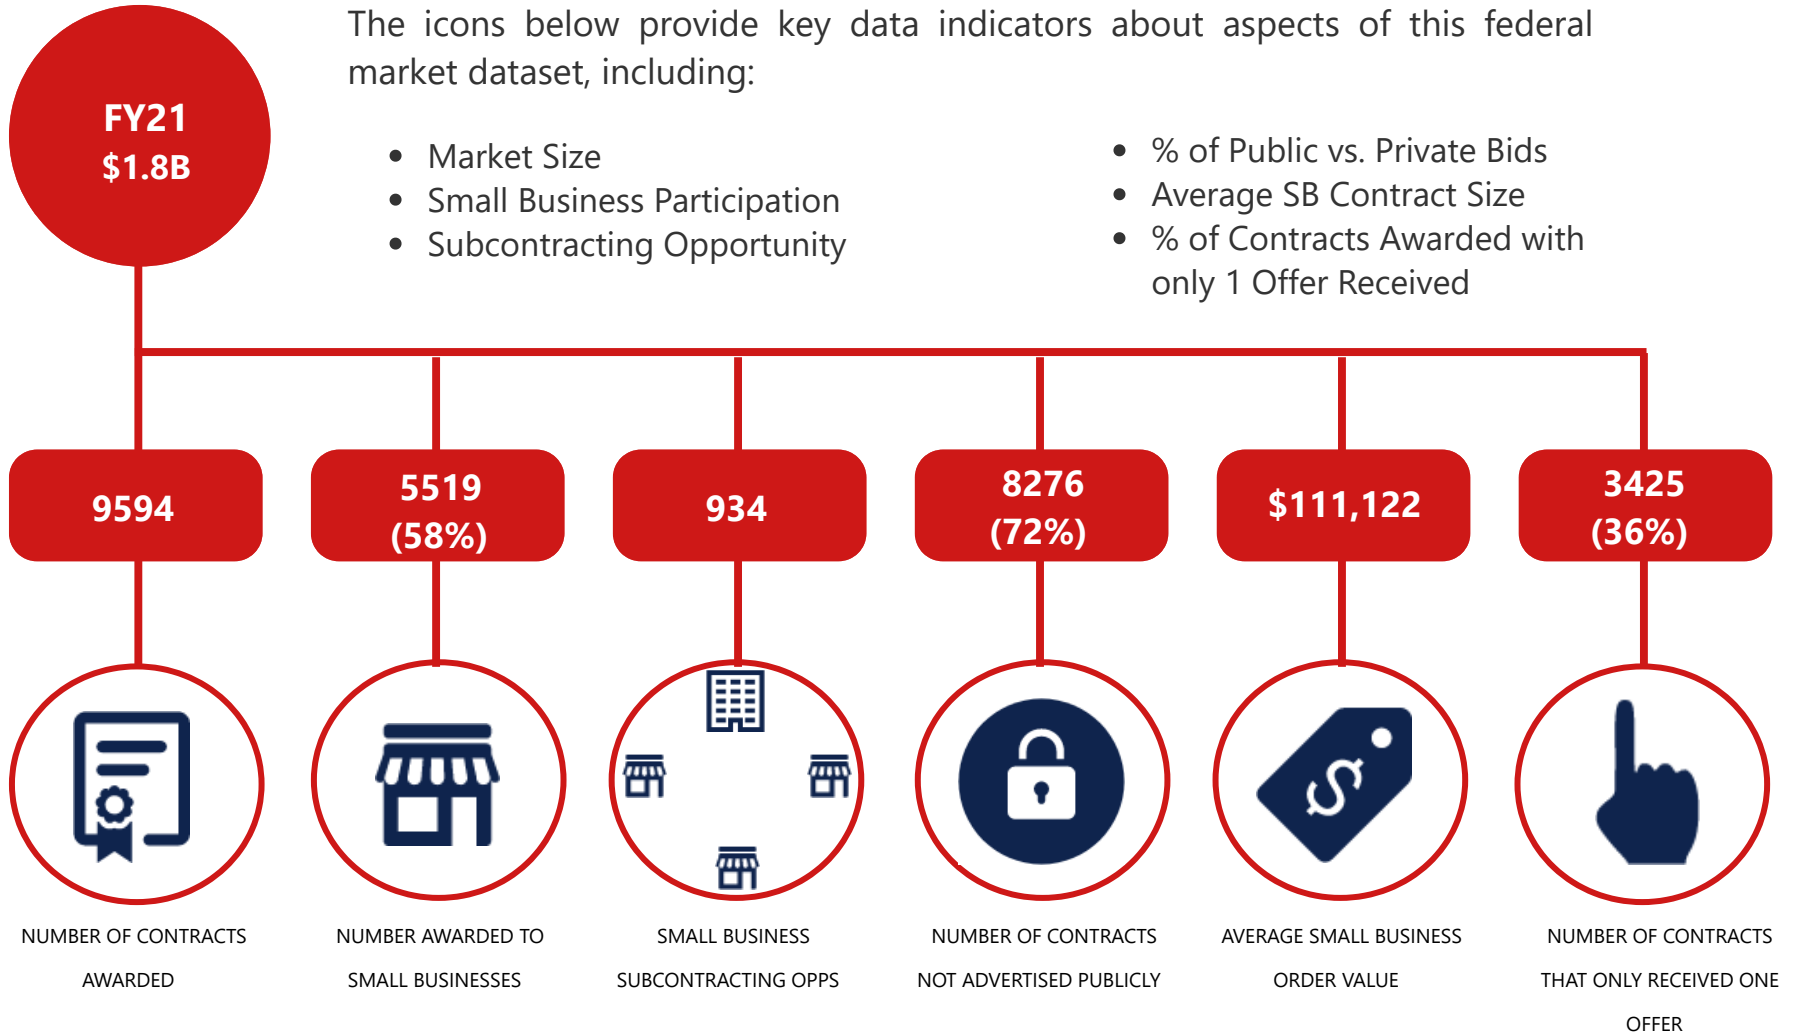 FY21
$1.8B
The icons below provide key data indicators about aspects of this federal
market dataset, including:
• Market Size
• Small Business Participation
• Subcontracting Opportunity
• % of Public vs. Private Bids
• Average SB Contract Size
• % of Contracts Awarded with
only 1 Offer Received
9594
5519
(58%)
934
8276
(72%)
$111,122
3425
(36%)
NUMBER OF CONTRACTS
AWARDED
NUMBER AWARDED TO
SMALL BUSINESSES
SMALL BUSINESS
SUBCONTRACTING OPPS
NUMBER OF CONTRACTS
NOT ADVERTISED PUBLICLY
AVERAGE SMALL BUSINESS
ORDER VALUE
NUMBER OF CONTRACTS
THAT ONLY RECEIVED ONE
OFFER